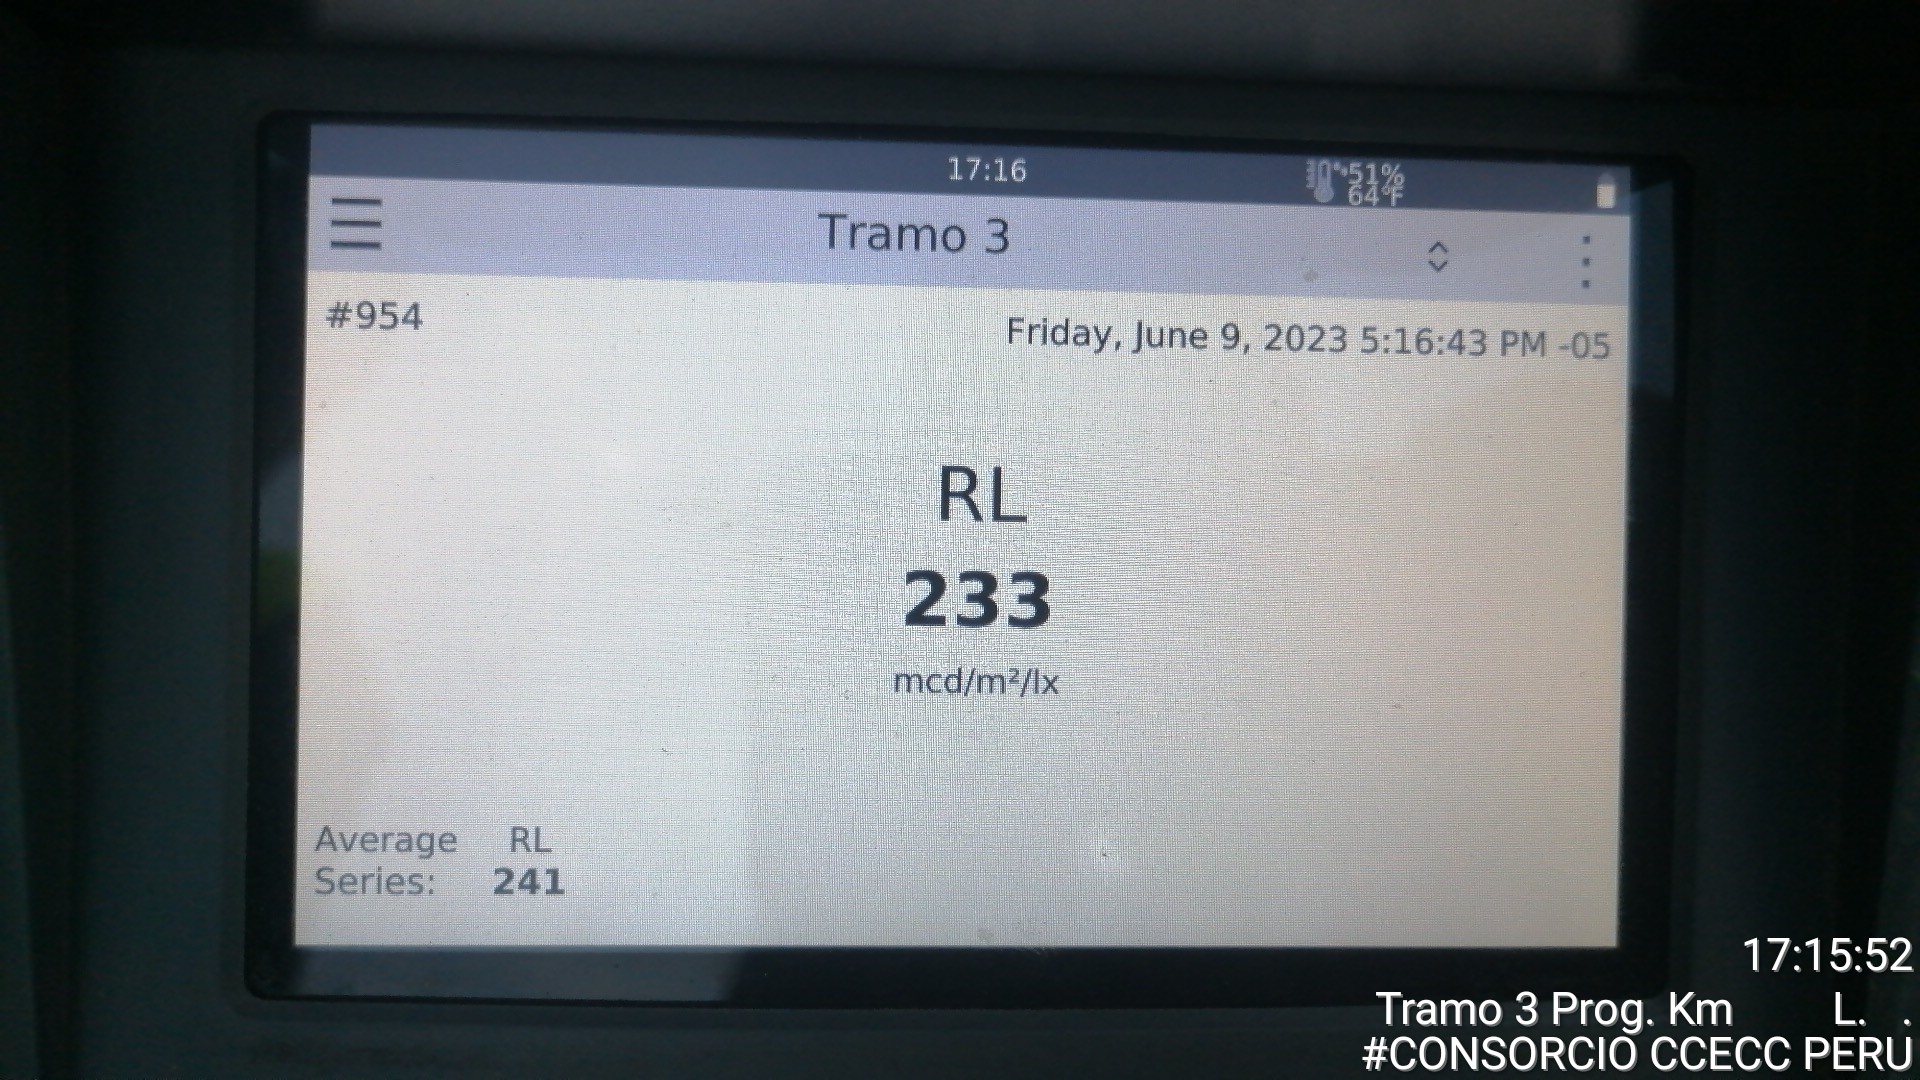 17:16
51%
64°F
Tramo 3
#954
Friday, June 9, 2023 5:16:43 PM -05
RL
233
mcd/m²/lx
Average RL
Series: 241
17:15:52
Tramo 3 Prog. Km L. .
#CONSORCIO CCECC PERU